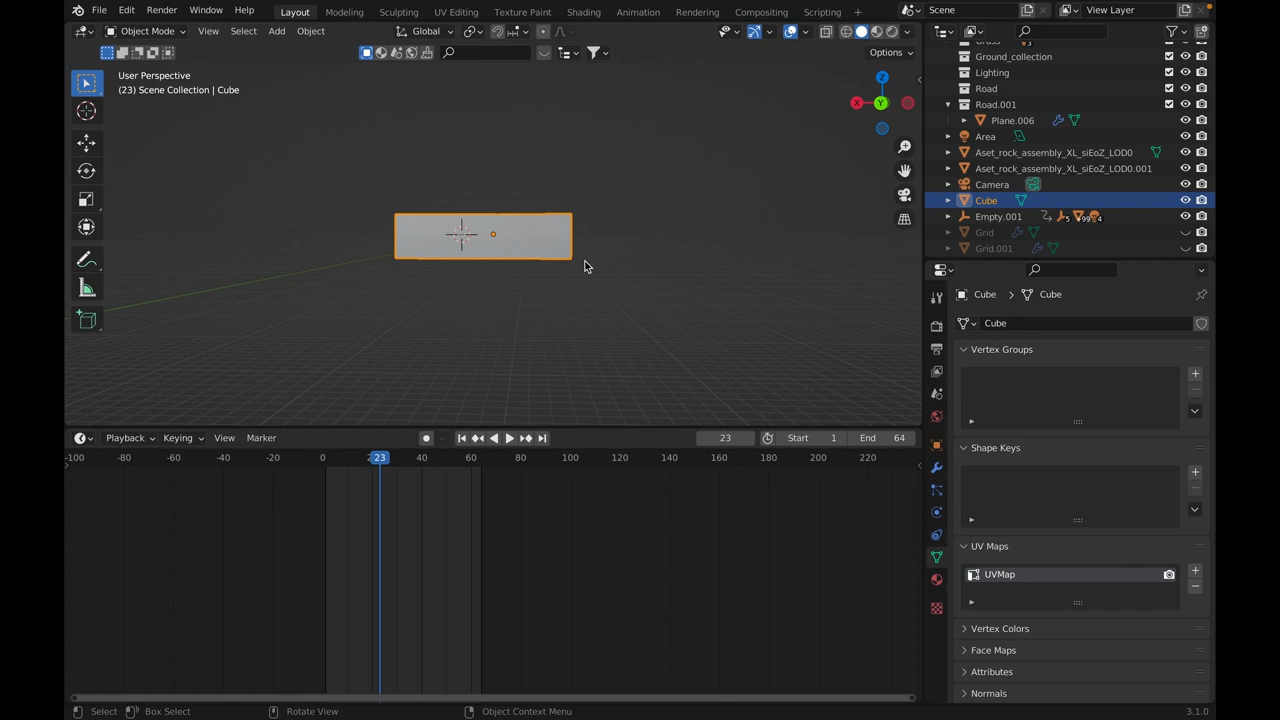 File Edit Render Window Help Layout Modeling Sculpting UV Editing Texture Paint Shading Animation Rendering Compositing Scripting + Scene View Layer
Object Mode View Select Add Object Global
Options
User Perspective
(23) Scene Collection | Cube
Z
X
Y
Ground_collection
Lighting
Road
Road.001
Plane.006
Area
Aset_rock_assembly_XL_siEoZ_LOD0
Aset_rock_assembly_XL_siEoZ_LOD0.001
Camera
Cube
Empty.001 5 99 4
Grid
Grid.001
Cube > Cube
Cube
Vertex Groups
Shape Keys
UV Maps
UVMap
Vertex Colors
Face Maps
Attributes
Normals
Playback Keying View Marker 23 Start 1 End 64
-100 -80 -60 -40 -20 0 23 40 60 80 100 120 140 160 180 200 220
Select Box Select Rotate View Object Context Menu 3.1.0